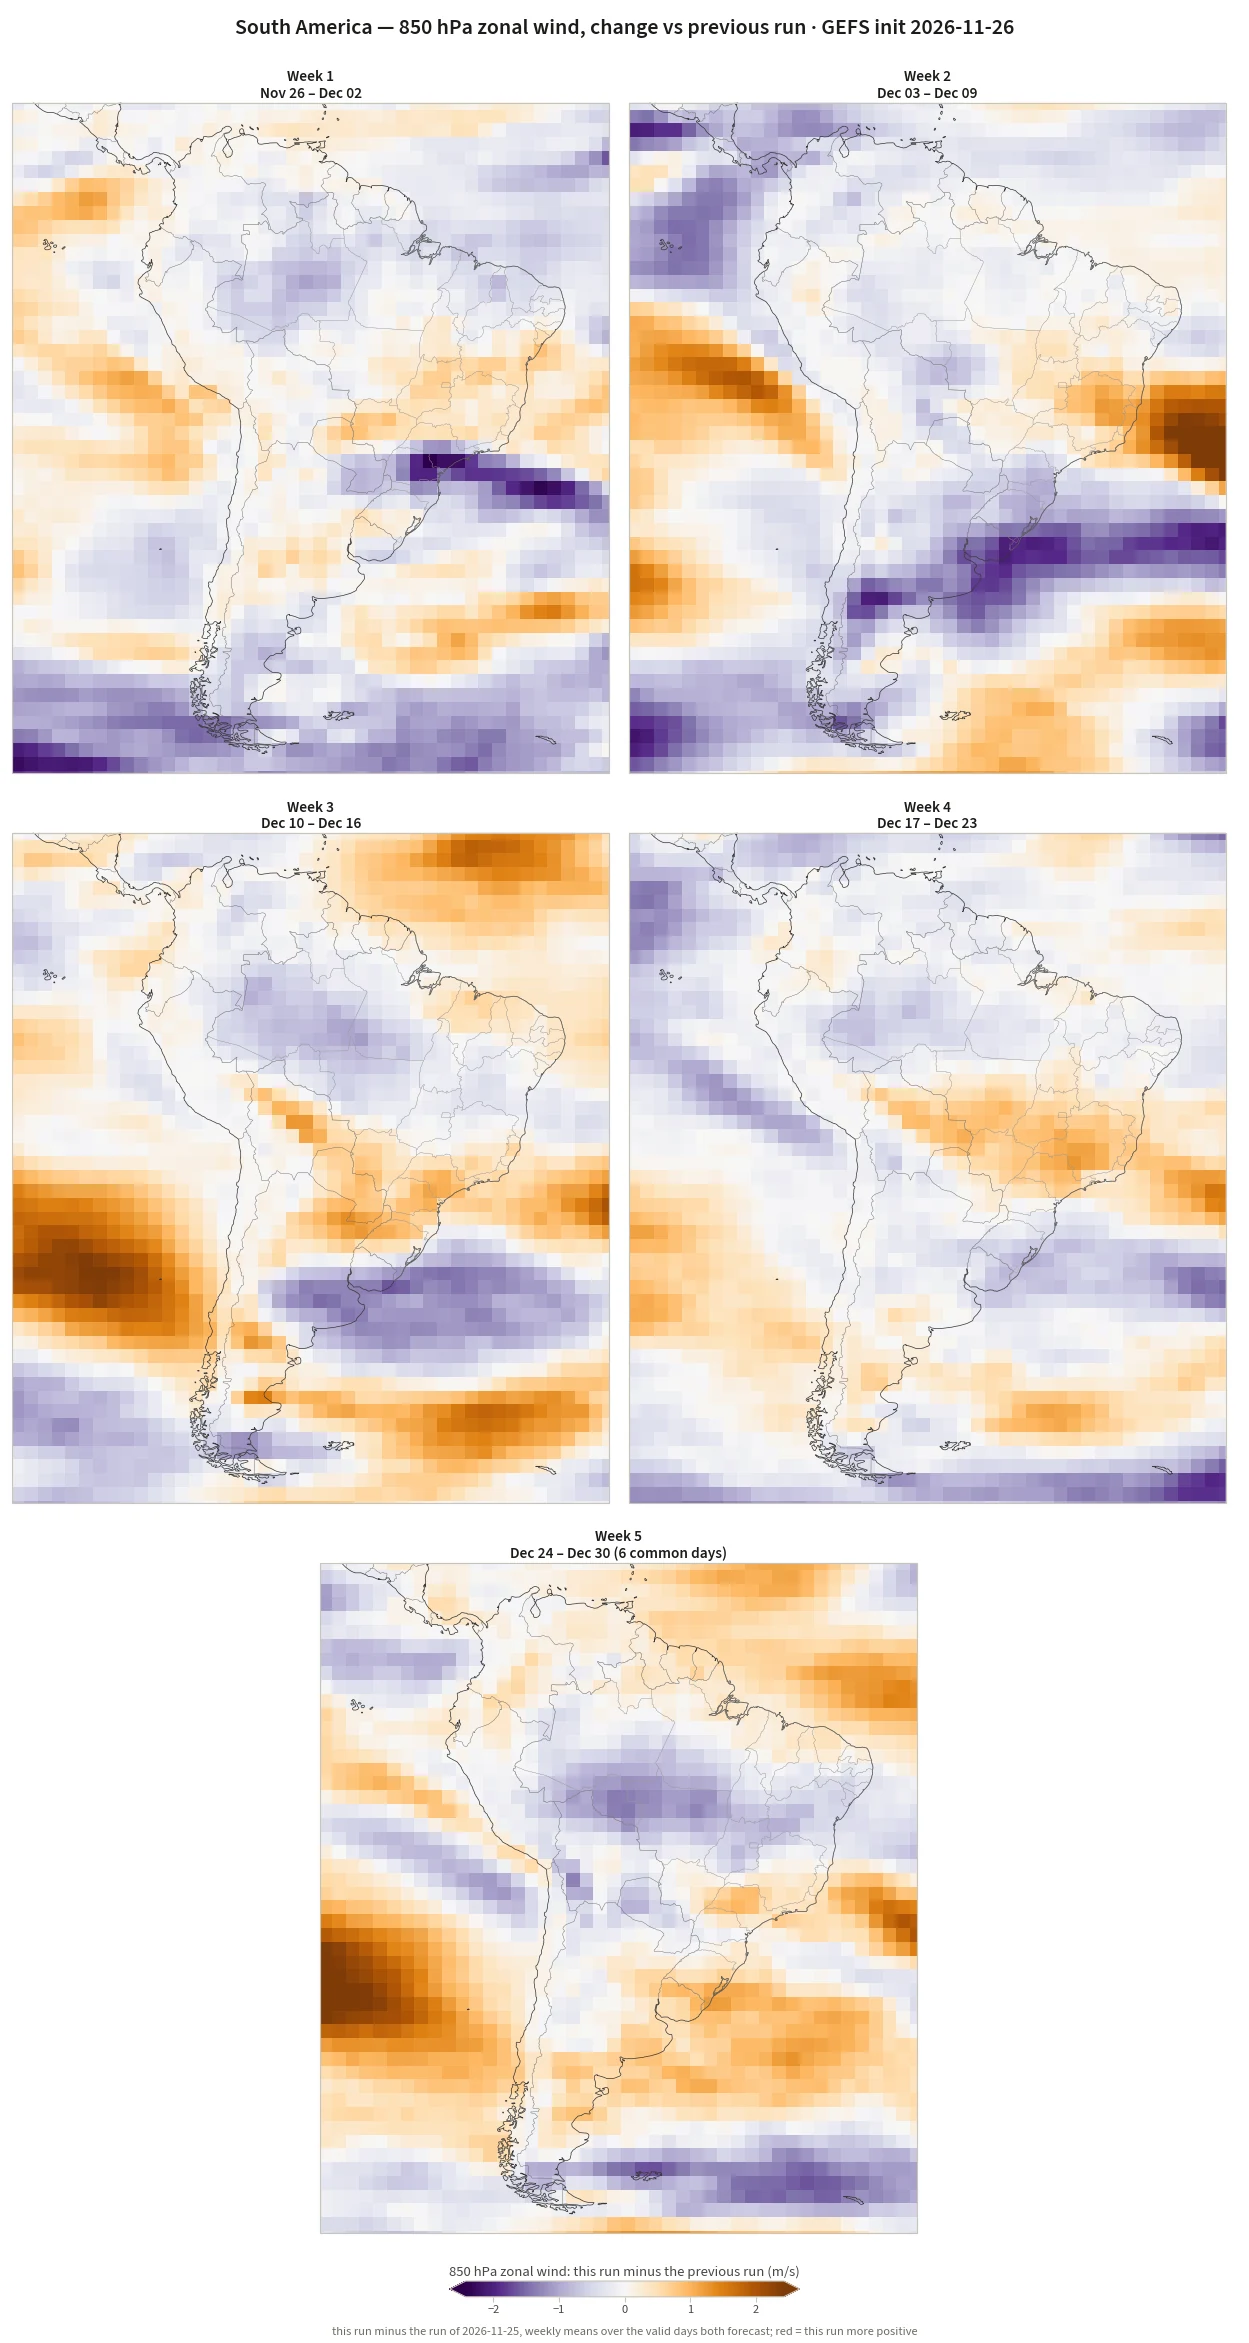 South America — 850 hPa zonal wind, change vs previous run · GEFS init 2026-11-26
Week 1
Nov 26 – Dec 02
Week 2
Dec 03 – Dec 09
Week 3
Dec 10 – Dec 16
Week 4
Dec 17 – Dec 23
Week 5
Dec 24 – Dec 30 (6 common days)
850 hPa zonal wind: this run minus the previous run (m/s)
−2 −1 0 1 2
this run minus the run of 2026-11-25, weekly means over the valid days both forecast; red = this run more positive